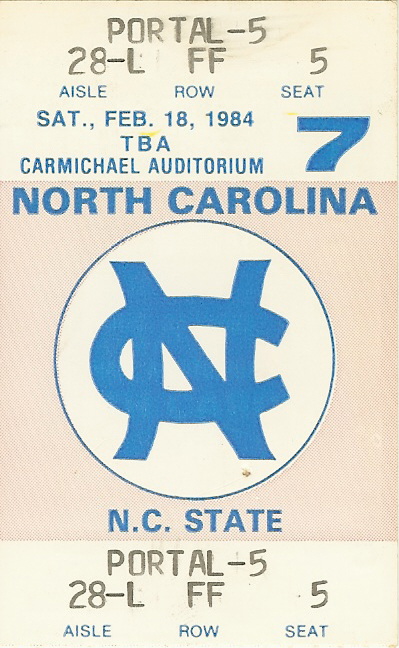 PORTAL-5
28-L FF 5
AISLE ROW SEAT
SAT., FEB. 18, 1984
TBA
CARMICHAEL AUDITORIUM
7
NORTH CAROLINA
NC
N.C. STATE
PORTAL-5
28-L FF 5
AISLE ROW SEAT